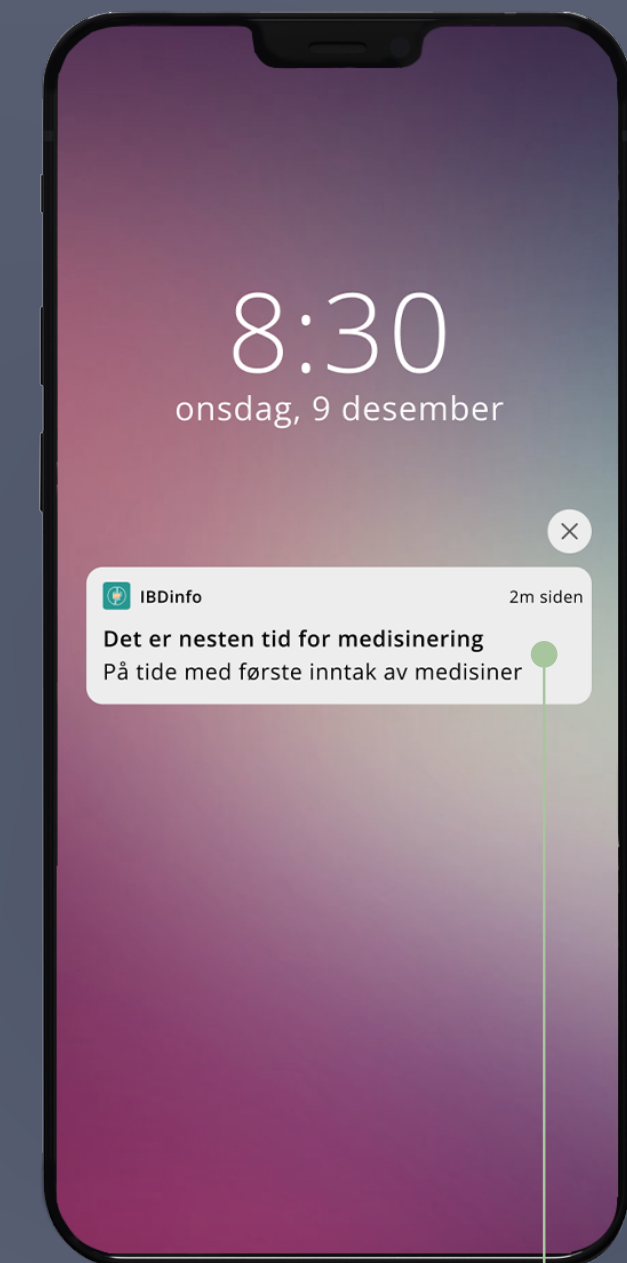 8:30
onsdag, 9 desember
IBDinfo 2m siden
Det er nesten tid for medisinering
På tide med første inntak av medisiner